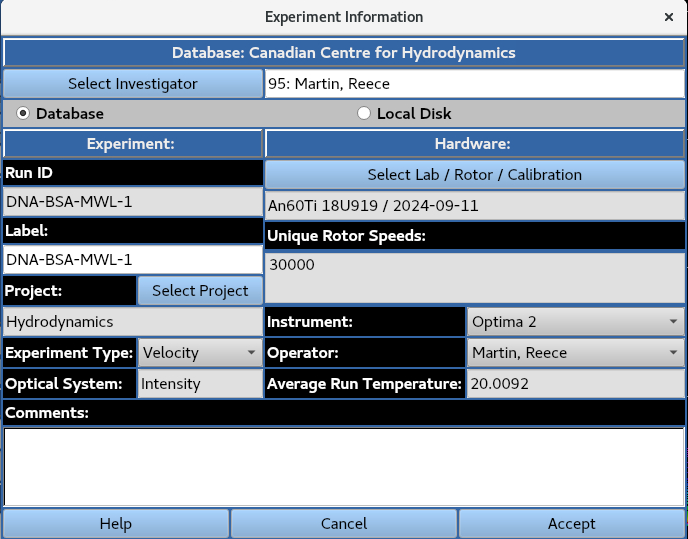 Experiment Information
Database: Canadian Centre for Hydrodynamics
Select Investigator
95: Martin, Reece
Database
Local Disk
Experiment:
Hardware:
Run ID
Select Lab / Rotor / Calibration
DNA-BSA-MWL-1
An60Ti 18U919 / 2024-09-11
Label:
Unique Rotor Speeds:
DNA-BSA-MWL-1
30000
Project:
Select Project
Hydrodynamics
Instrument:
Optima 2
Experiment Type:
Velocity
Operator:
Martin, Reece
Optical System:
Intensity
Average Run Temperature:
20.0092
Comments:
Help
Cancel
Accept